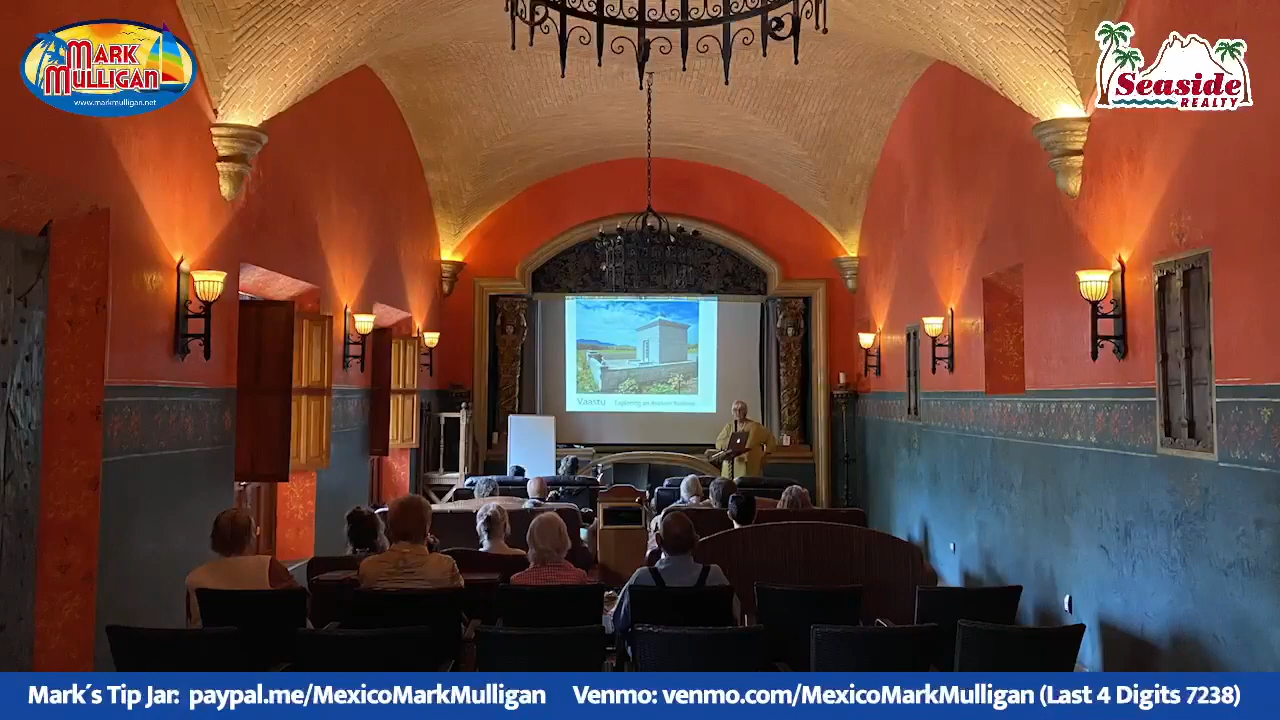 MARK
MULLIGAN
www.markmulligan.net
Seaside
REALTY
Vaastu
Mark´s Tip Jar: paypal.me/MexicoMarkMulligan Venmo: venmo.com/MexicoMarkMulligan (Last 4 Digits 7238)